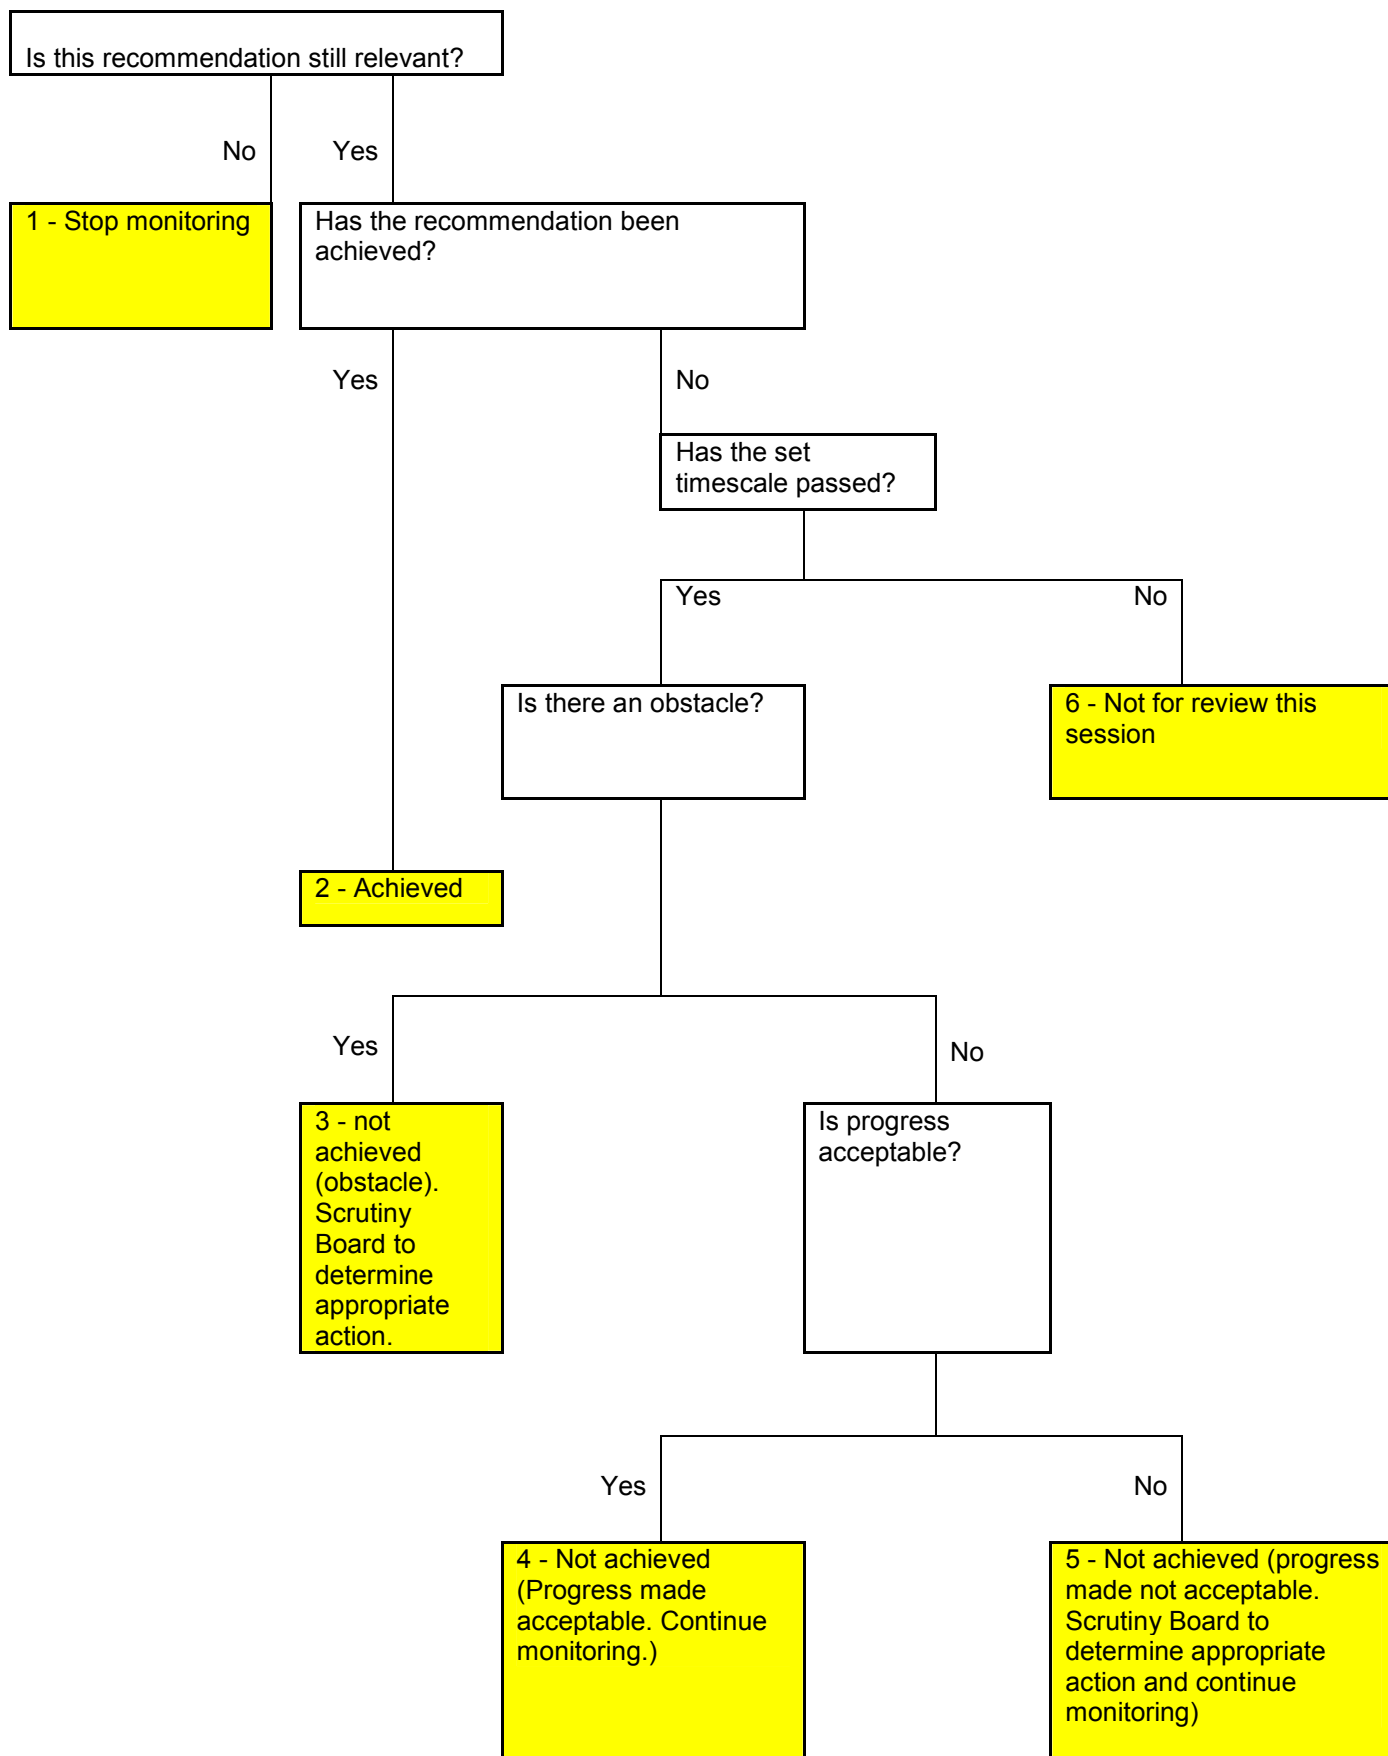 Is this recommendation still relevant?
No
Yes
1 - Stop monitoring
Has the recommendation been
achieved?
Yes
No
Has the set
timescale passed?
Yes
No
Is there an obstacle?
6 - Not for review this
session
2 - Achieved
Yes
No
3 - not
achieved
(obstacle).
Scrutiny
Board to
determine
appropriate
action.
Is progress
acceptable?
Yes
No
4 - Not achieved
(Progress made
acceptable. Continue
monitoring.)
5 - Not achieved (progress
made not acceptable.
Scrutiny Board to
determine appropriate
action and continue
monitoring)